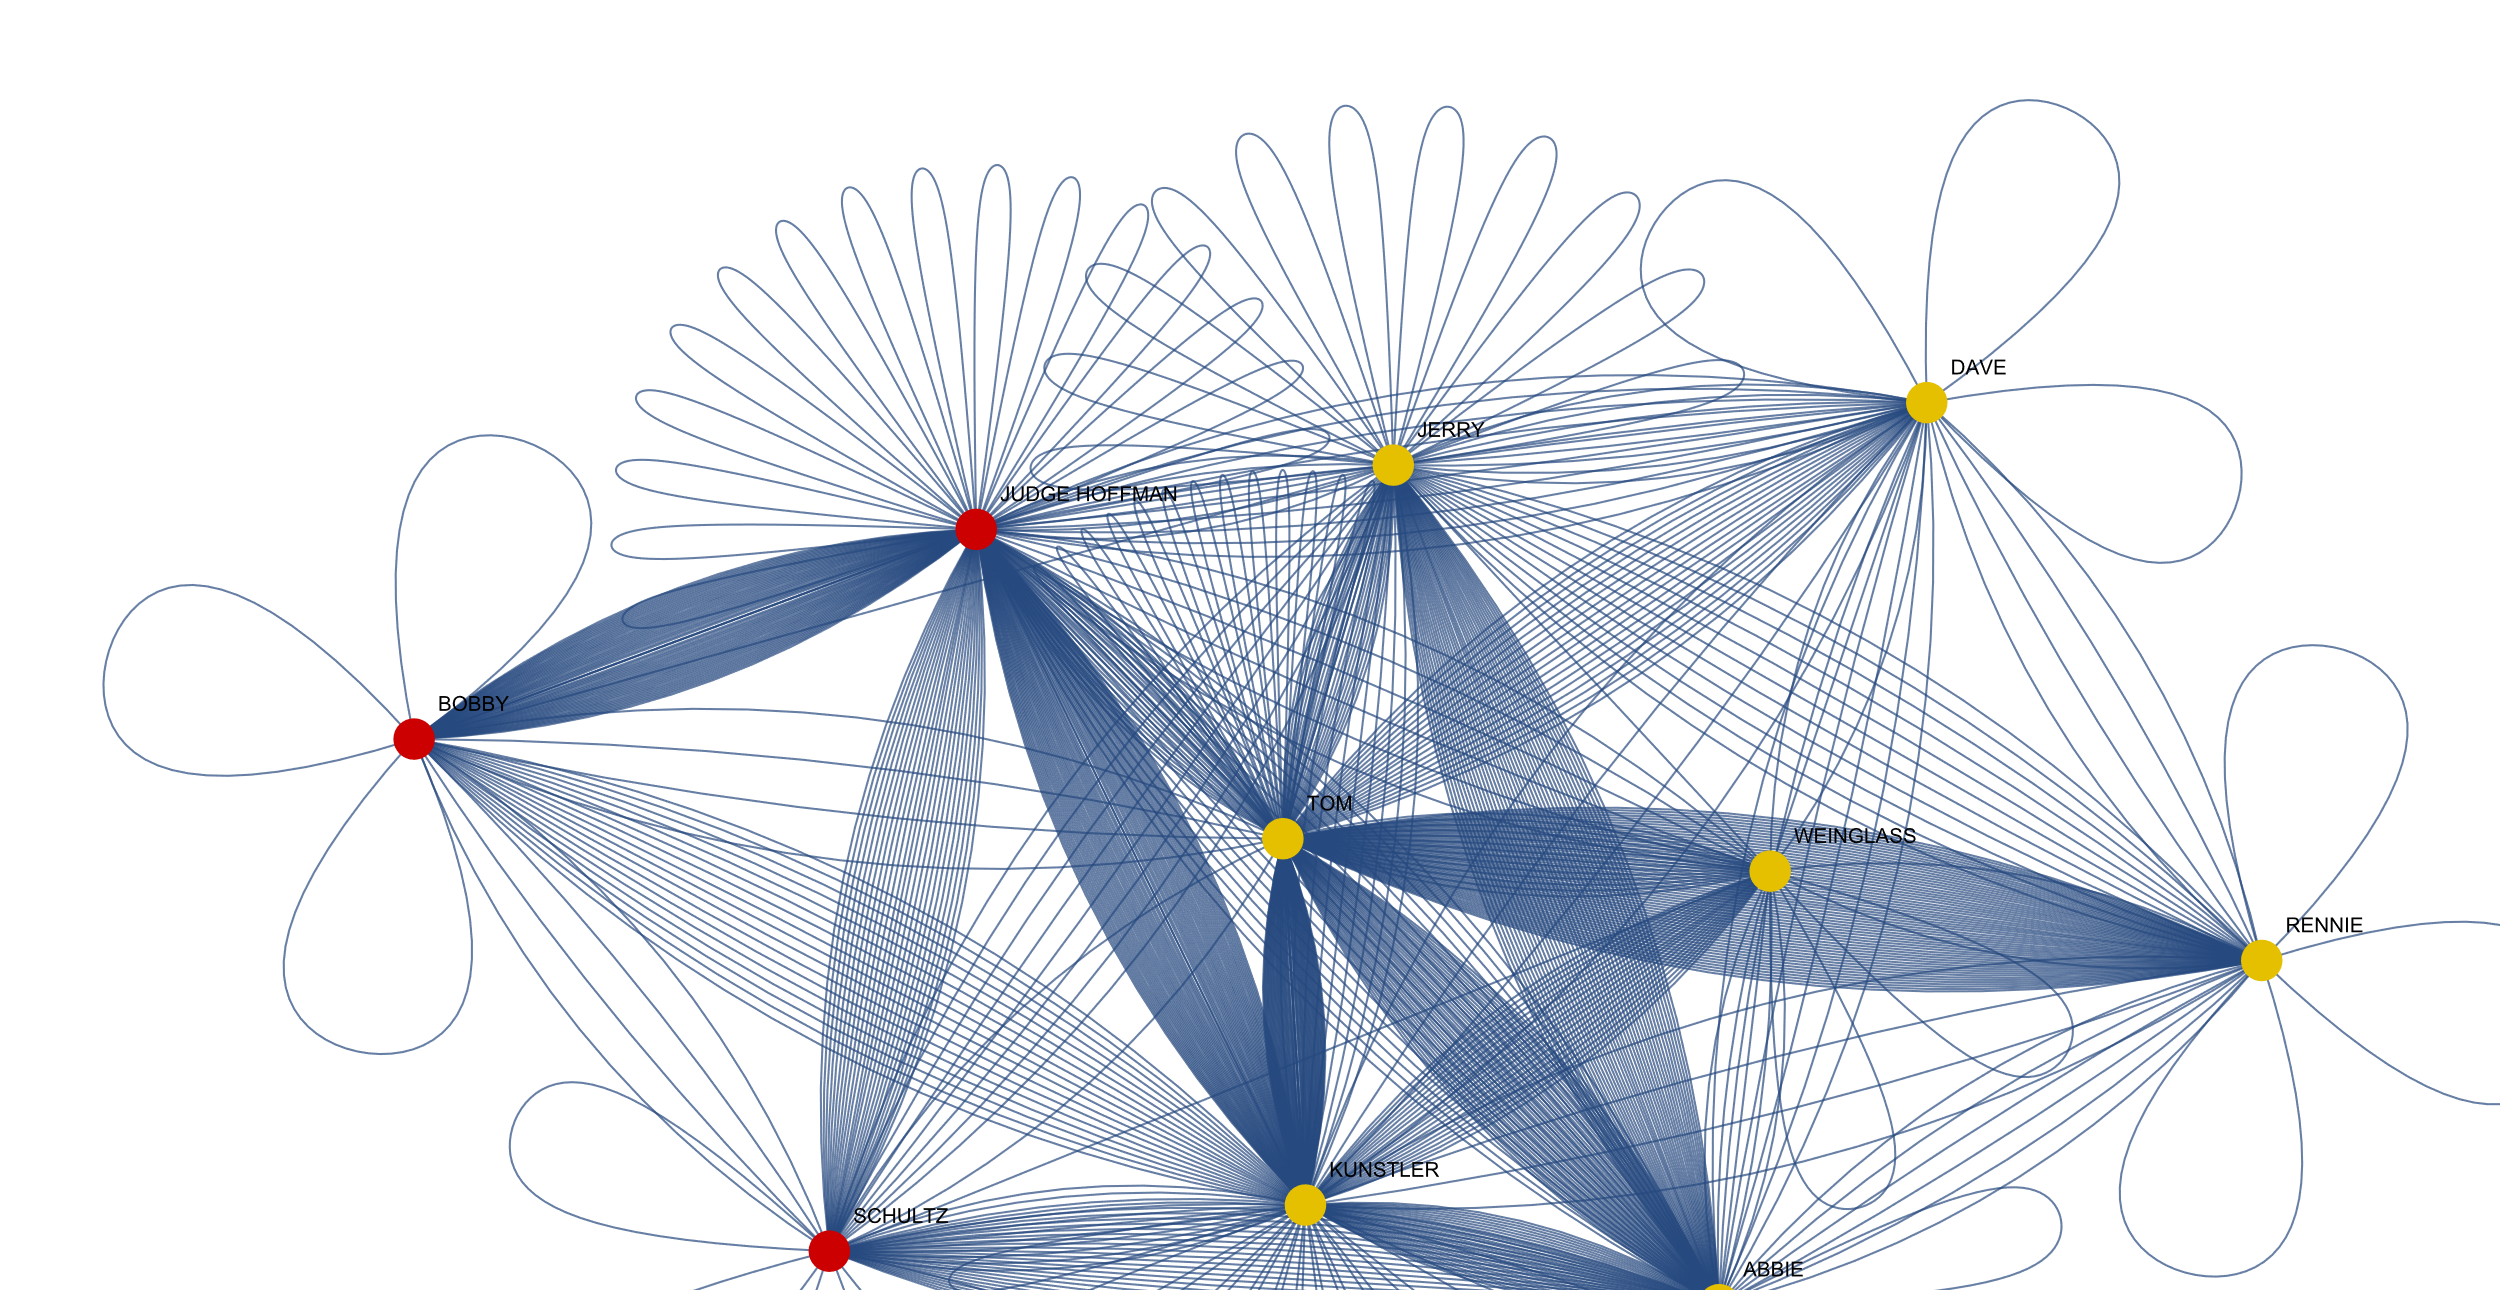 DAVE
JERRY
JUDGE HOFFMAN
BOBBY
TOM
WEINGLASS
RENNIE
KUNSTLER
SCHULTZ
ABBIE